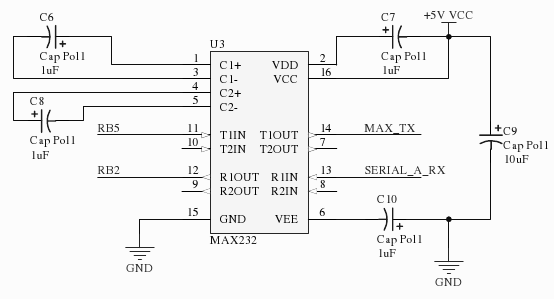 C6
Cap Pol1
1uF
C8
Cap Pol1
1uF
U3
1
3
4
5
C1+
C1-
C2+
C2-
VDD
VCC
2
16
C7
Cap Pol1
1uF
+5V VCC
C9
Cap Pol1
10uF
RB5
11
10
T1IN
T2IN
T1OUT
T2OUT
14
7
MAX_TX
RB2
12
9
R1OUT
R2OUT
R1IN
R2IN
13
8
SERIAL_A_RX
15
GND
VEE
6
MAX232
C10
Cap Pol1
1uF
GND
GND